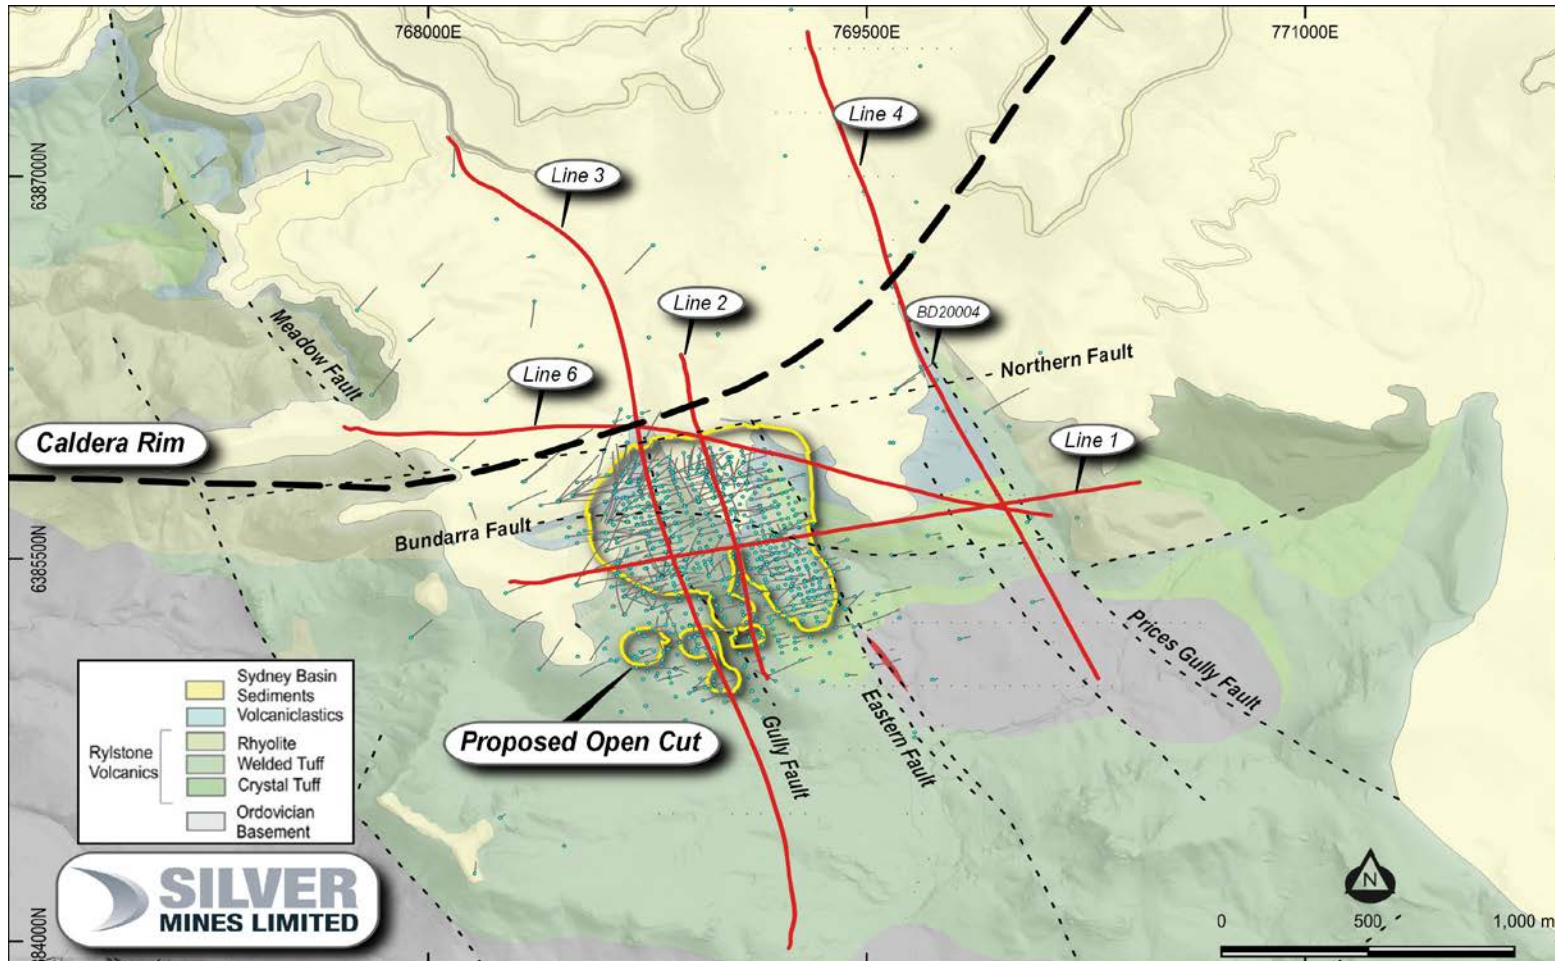 768000E
769500E
771000E
6387000N
6385500N
684000N
Line 4
Line 3
Line 2
BD20004
Meadow Fault
Northern Fault
Line 6
Caldera Rim
Line 1
Bundarra Fault
Prices Gully Fault
Eastern Fault
Gully Fault
Proposed Open Cut
Sydney Basin
Sediments
Volcaniclastics
Rylstone
Volcanics
Rhyolite
Welded Tuff
Crystal Tuff
Ordovician
Basement
SILVER
MINES LIMITED
N
0 500 1,000 m